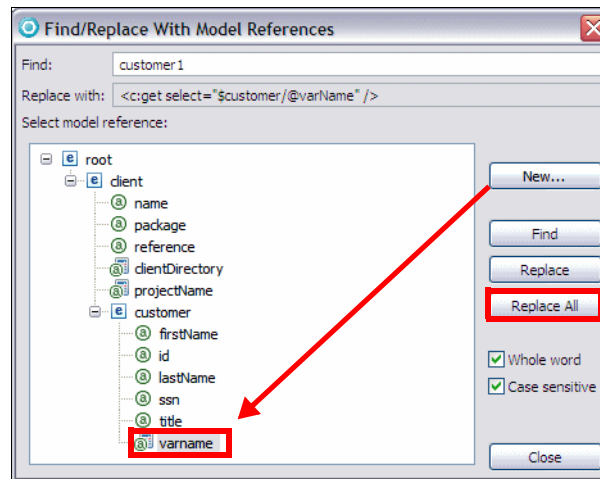 Find/Replace With Model References
Find: customer1
Replace with: <c:get select="$customer/@varName" />
Select model reference:
e root
e client
a name
New...
a package
a reference
Find
a clientDirectory
Replace
a projectName
e customer
Replace All
a firstName
a id
Whole word
a lastName
Case sensitive
a ssn
a title
a varname
Close